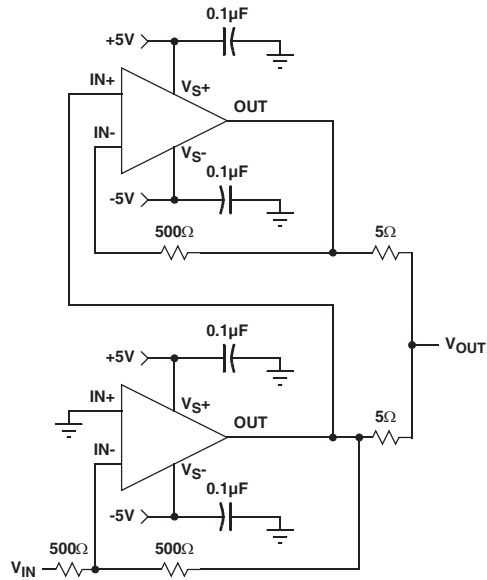 0.1µF
+5V
IN+
VS+
OUT
IN-
VS-
0.1µF
-5V
500Ω
5Ω
0.1µF
+5V
VOUT
IN+
VS+
OUT
5Ω
IN-
VS-
0.1µF
-5V
500Ω
500Ω
VIN